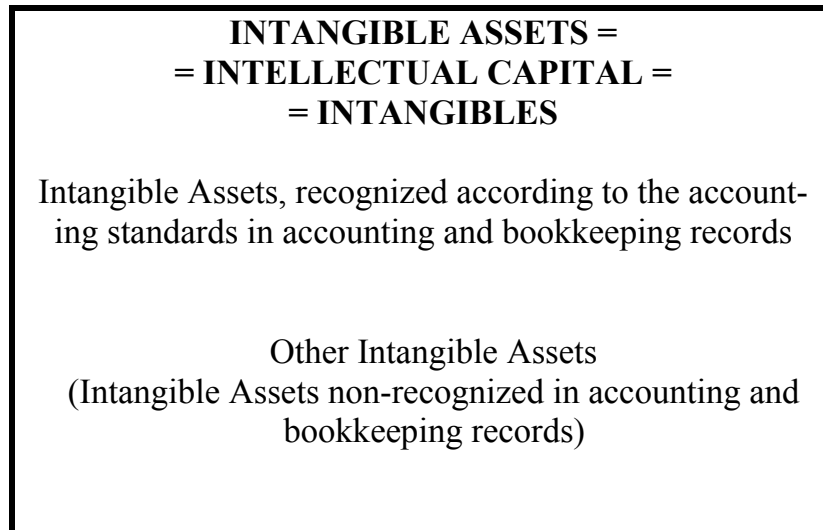 INTANGIBLE ASSETS =
= INTELLECTUAL CAPITAL =
= INTANGIBLES
Intangible Assets, recognized according to the account-
ing standards in accounting and bookkeeping records
Other Intangible Assets
(Intangible Assets non-recognized in accounting and
bookkeeping records)